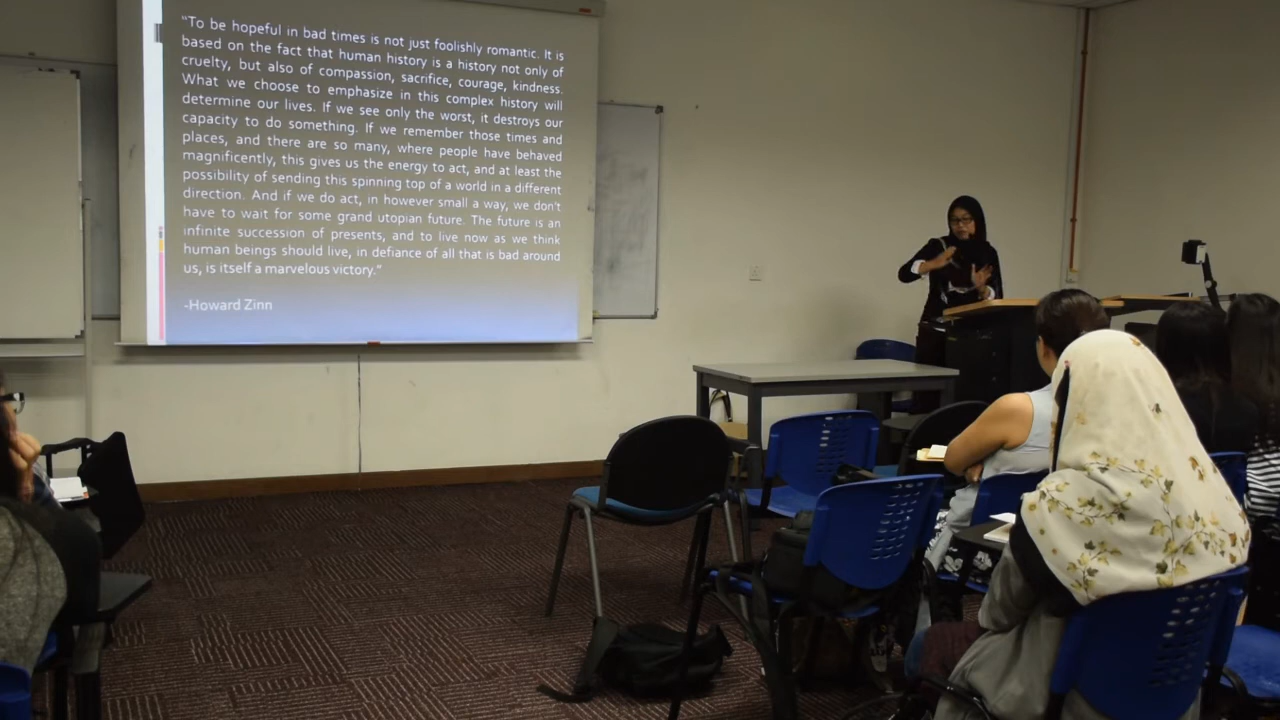 "To be hopeful in bad times is not just foolishly romantic. It is
based on the fact that human history is a history not only of
cruelty, but also of compassion, sacrifice, courage, kindness.
What we choose to emphasize in this complex history will
determine our lives. If we see only the worst, it destroys our
capacity to do something. If we remember those times and
places, and there are so many, where people have behaved
magnificently, this gives us the energy to act, and at least the
possibility of sending this spinning top of a world in a different
direction. And if we do act, in however small a way, we don't
have to wait for some grand utopian future. The future is an
infinite succession of presents, and to live now as we think
human beings should live, in defiance of all that is bad around
us, is itself a marvelous victory."
-Howard Zinn